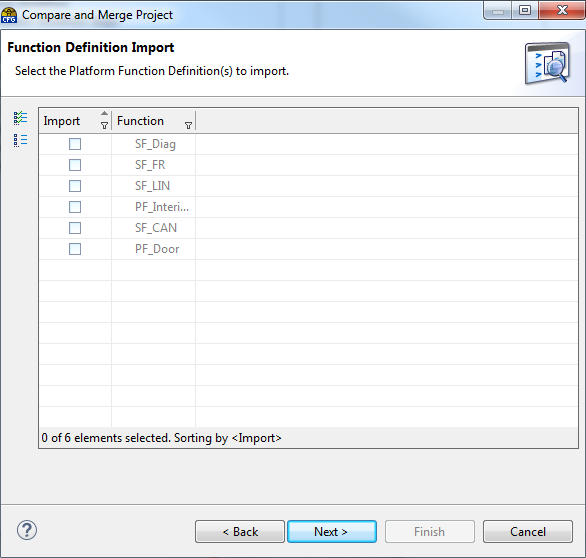 CFG Compare and Merge Project
Function Definition Import
Select the Platform Function Definition(s) to import.
Import Function
SF_Diag
SF_FR
SF_LIN
PF_Interi...
SF_CAN
PF_Door
0 of 6 elements selected. Sorting by <Import>
? < Back Next > Finish Cancel